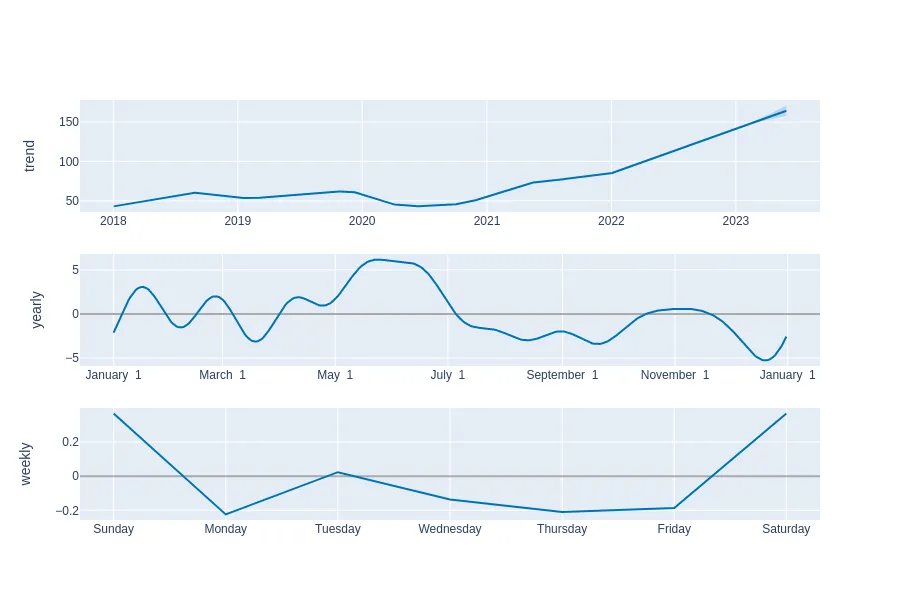 trend
150
100
50
2018 2019 2020 2021 2022 2023
yearly
5
0
−5
January 1 March 1 May 1 July 1 September 1 November 1 January 1
weekly
0.2
0
−0.2
Sunday Monday Tuesday Wednesday Thursday Friday Saturday